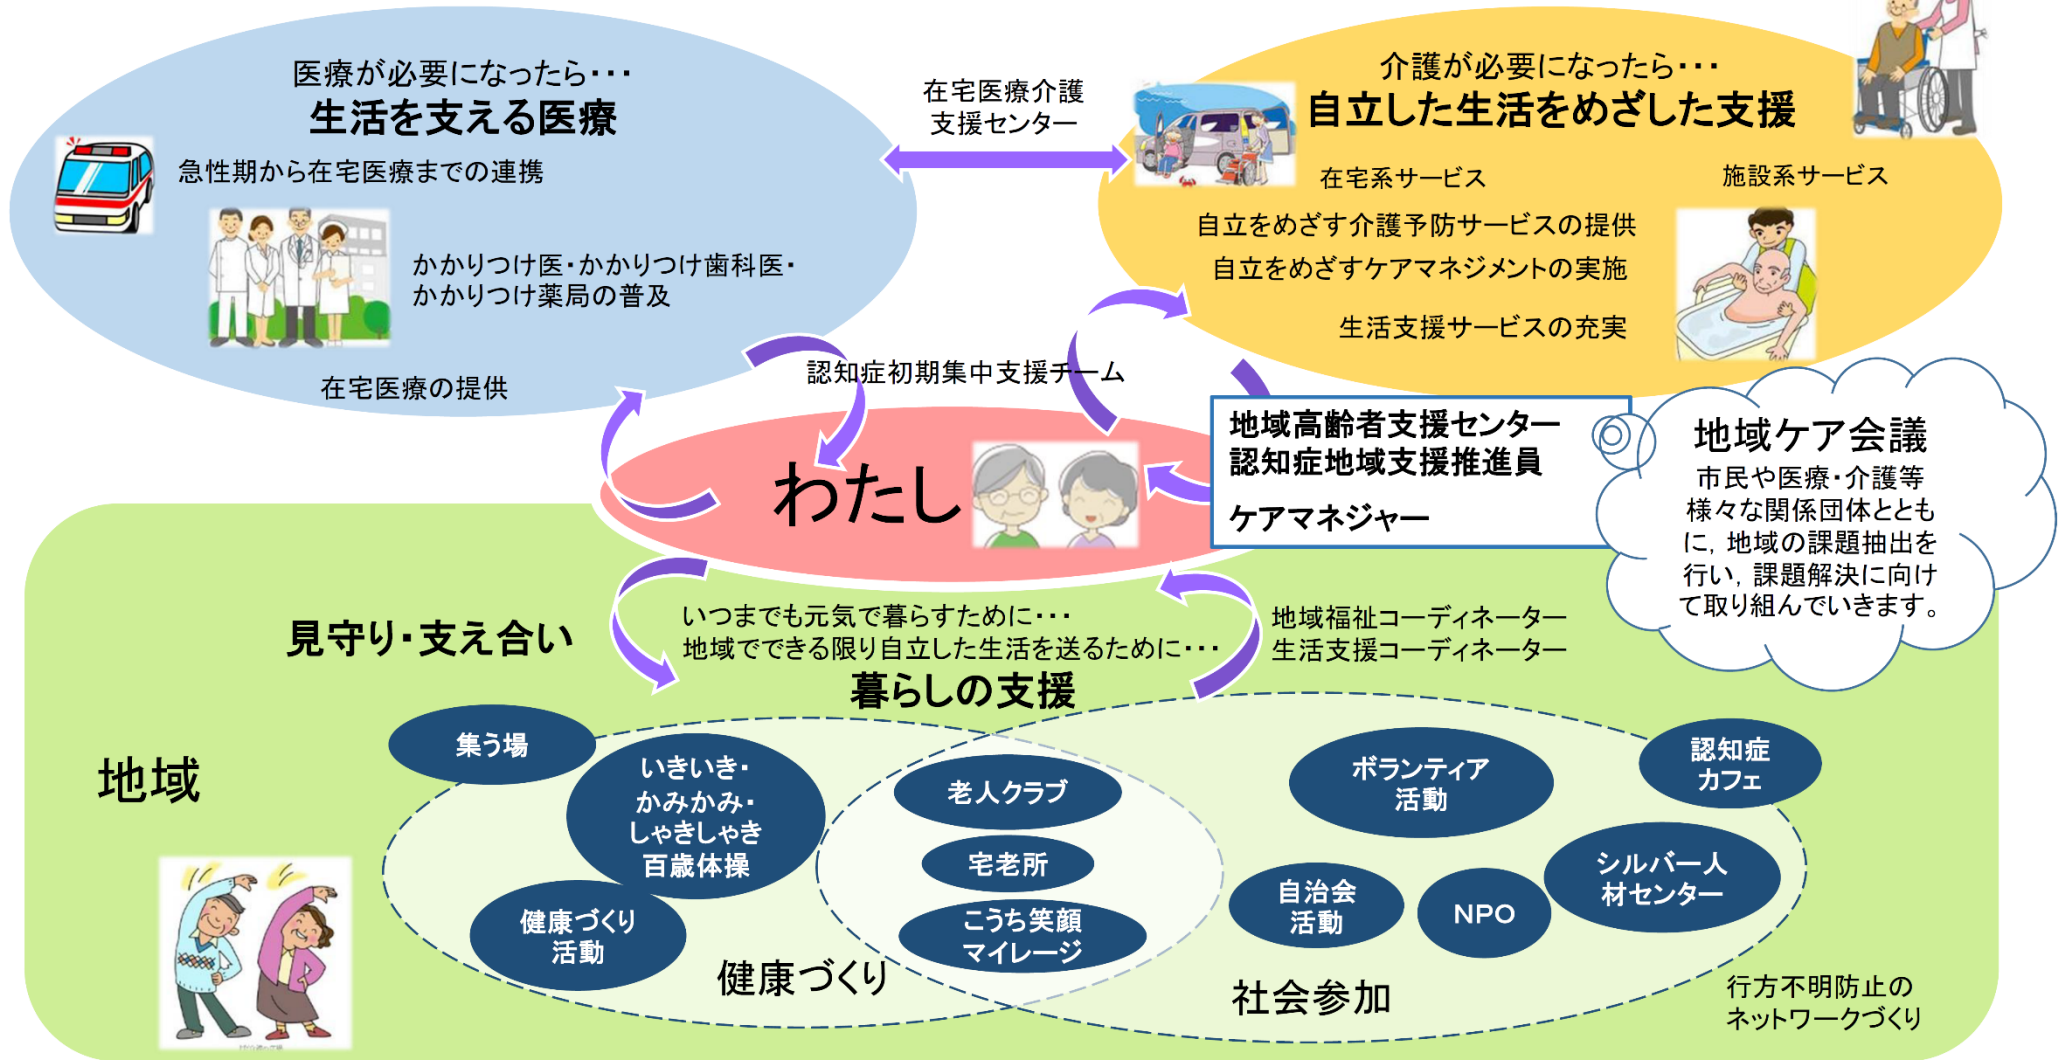 医療が必要になったら・・・
生活を支える医療
急性期から在宅医療までの連携
かかりつけ医・かかりつけ歯科医・
かかりつけ薬局の普及
在宅医療の提供
在宅医療介護
支援センター
介護が必要になったら・・・
自立した生活をめざした支援
在宅系サービス
施設系サービス
自立をめざす介護予防サービスの提供
自立をめざすケアマネジメントの実施
生活支援サービスの充実
認知症初期集中支援チーム
わたし
地域高齢者支援センター
認知症地域支援推進員
ケアマネジャー
地域ケア会議
市民や医療・介護等
様々な関係団体ととも
に，地域の課題抽出を
行い，課題解決に向け
て取り組んでいきます。
見守り・支え合い
いつまでも元気で暮らすために・・・
地域でできる限り自立した生活を送るために・・・
暮らしの支援
地域福祉コーディネーター
生活支援コーディネーター
地域
集う場
いきいき・
かみかみ・
しゃきしゃき
百歳体操
健康づくり
活動
健康づくり
老人クラブ
宅老所
こうち笑顔
マイレージ
ボランティア
活動
認知症
カフェ
自治会
活動
NPO
シルバー人
材センター
社会参加
行方不明防止の
ネットワークづくり